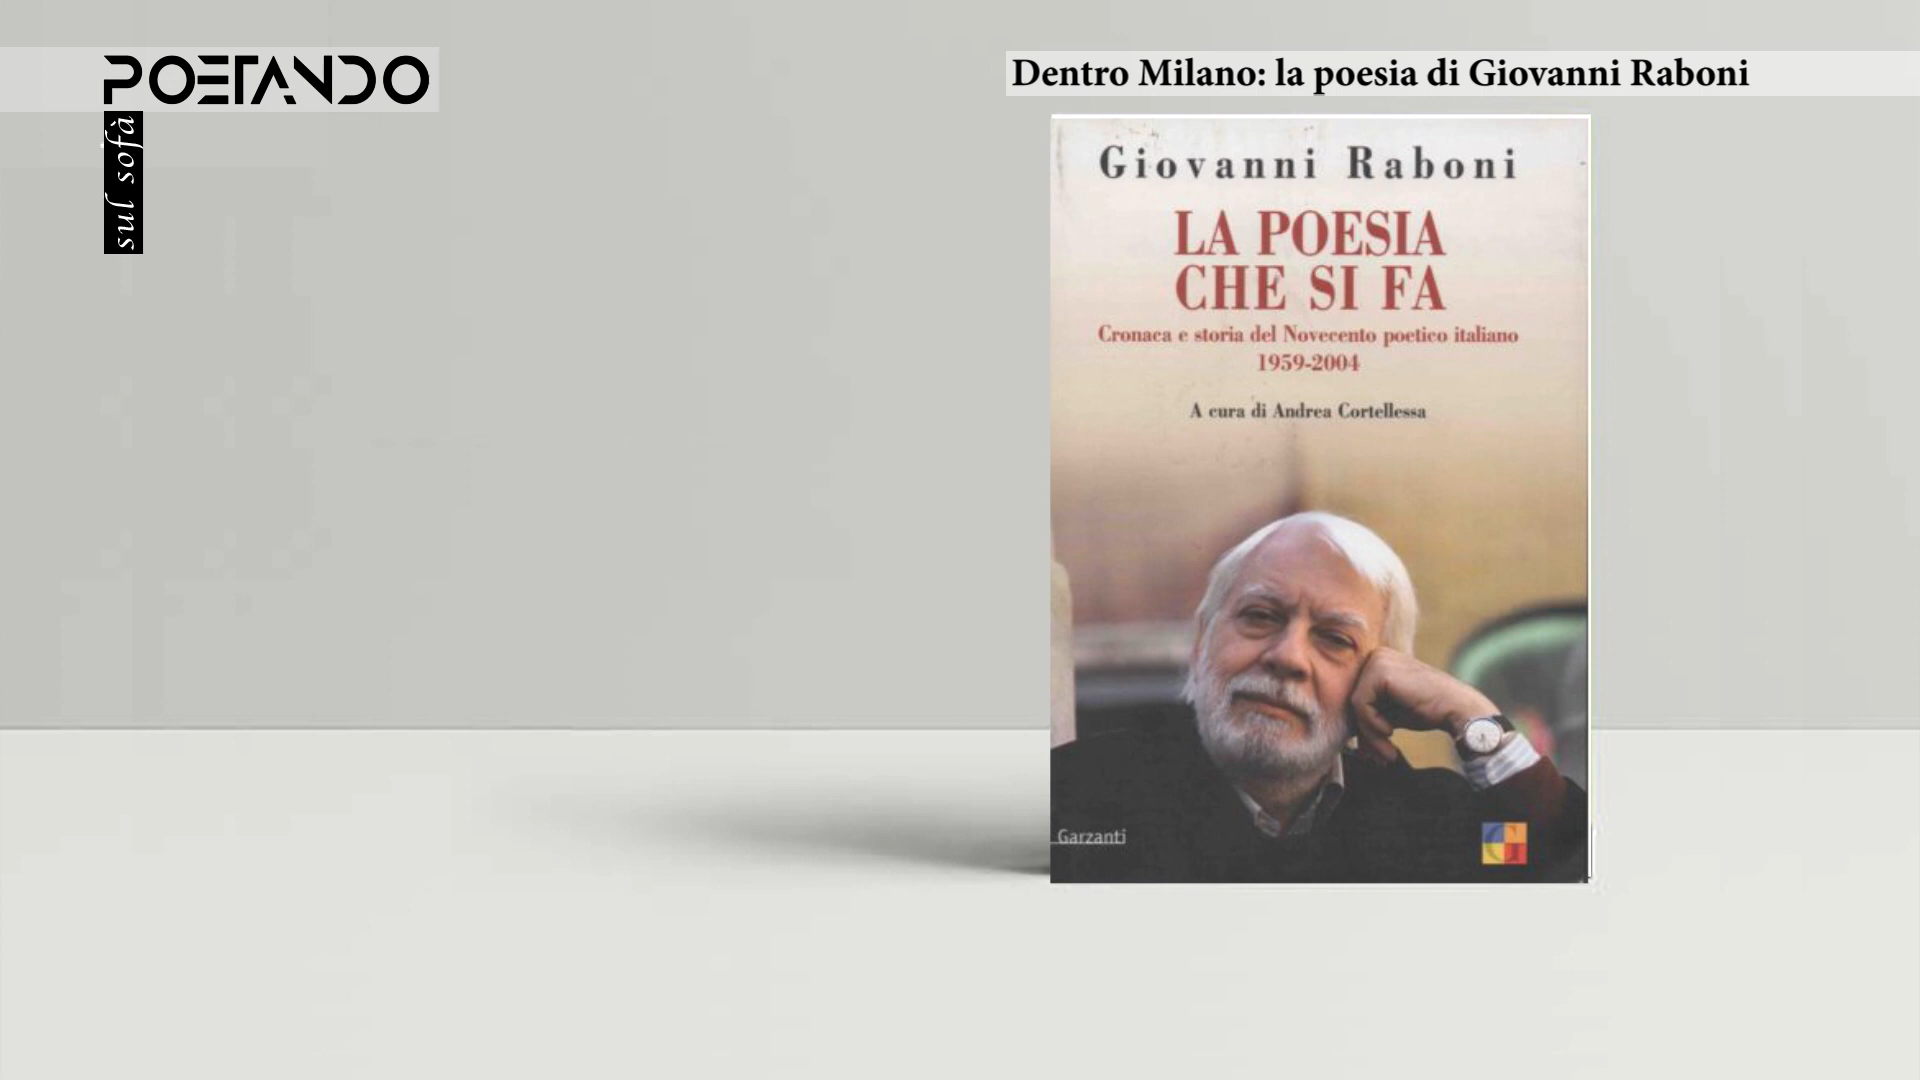 POETANDO
sul sofà
Dentro Milano: la poesia di Giovanni Raboni
Giovanni Raboni
LA POESIA
CHE SI FA
Cronaca e storia del Novecento poetico italiano
1959-2004
A cura di Andrea Cortellessa
Garzanti
G